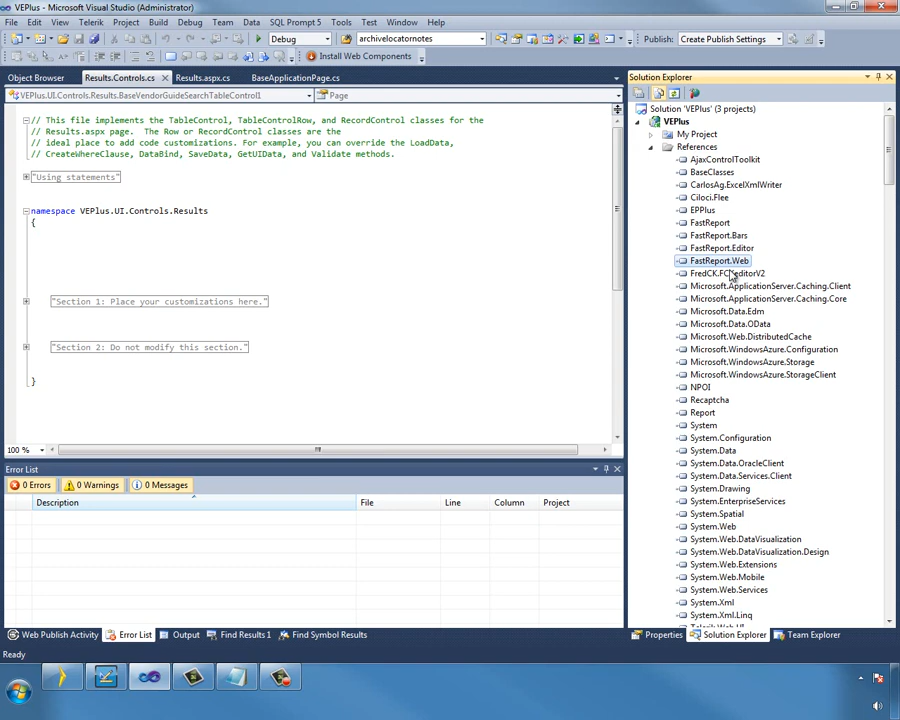 VEPlus - Microsoft Visual Studio (Administrator)
File Edit View Telerik Project Build Debug Team Data SQL Prompt 5 Tools Test Window Help
Debug archivelocatornotes Publish: Create Publish Settings
Install Web Components
Object Browser Results.Controls.cs Results.aspx.cs BaseApplicationPage.cs
VEPlus.UI.Controls.Results.BaseVendorGuideSearchTableControl1 Page
// This file implements the TableControl, TableControlRow, and RecordControl classes for the
// Results.aspx page.  The Row or RecordControl classes are the
// ideal place to add code customizations. For example, you can override the LoadData,
// CreateWhereClause, DataBind, SaveData, GetUIData, and Validate methods.
"Using statements"
namespace VEPlus.UI.Controls.Results
{
"Section 1: Place your customizations here."
"Section 2: Do not modify this section."
}
100 %
Error List
0 Errors 0 Warnings 0 Messages
Description File Line Column Project
Web Publish Activity Error List Output Find Results 1 Find Symbol Results
Ready
Solution Explorer
Solution 'VEPlus' (3 projects)
VEPlus
My Project
References
AjaxControlToolkit
BaseClasses
CarlosAg.ExcelXmlWriter
Ciloci.Flee
EPPlus
FastReport
FastReport.Bars
FastReport.Editor
FastReport.Web
FredCK.FCKeditorV2
Microsoft.ApplicationServer.Caching.Client
Microsoft.ApplicationServer.Caching.Core
Microsoft.Data.Edm
Microsoft.Data.OData
Microsoft.Web.DistributedCache
Microsoft.WindowsAzure.Configuration
Microsoft.WindowsAzure.Storage
Microsoft.WindowsAzure.StorageClient
NPOI
Recaptcha
Report
System
System.Configuration
System.Data
System.Data.OracleClient
System.Data.Services.Client
System.Drawing
System.EnterpriseServices
System.Spatial
System.Web
System.Web.DataVisualization
System.Web.DataVisualization.Design
System.Web.Extensions
System.Web.Mobile
System.Web.Services
System.Xml
System.Xml.Linq
Telerik.Web.UI
Properties Solution Explorer Team Explorer